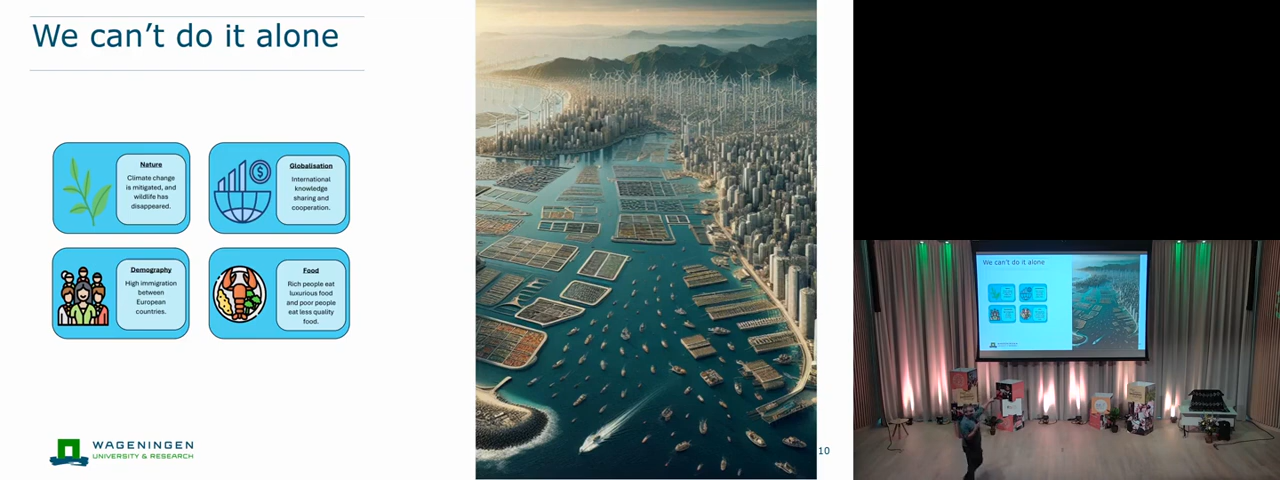 We can't do it alone
Nature
Climate change
is mitigated, and
wildlife has
disappeared.
Globalisation
International
knowledge
sharing and
cooperation.
Demography
High immigration
between
European
countries.
Food
Rich people eat
luxurious food
and poor people
eat less quality
food.
WAGENINGEN
UNIVERSITY & RESEARCH
10
We can't do it alone